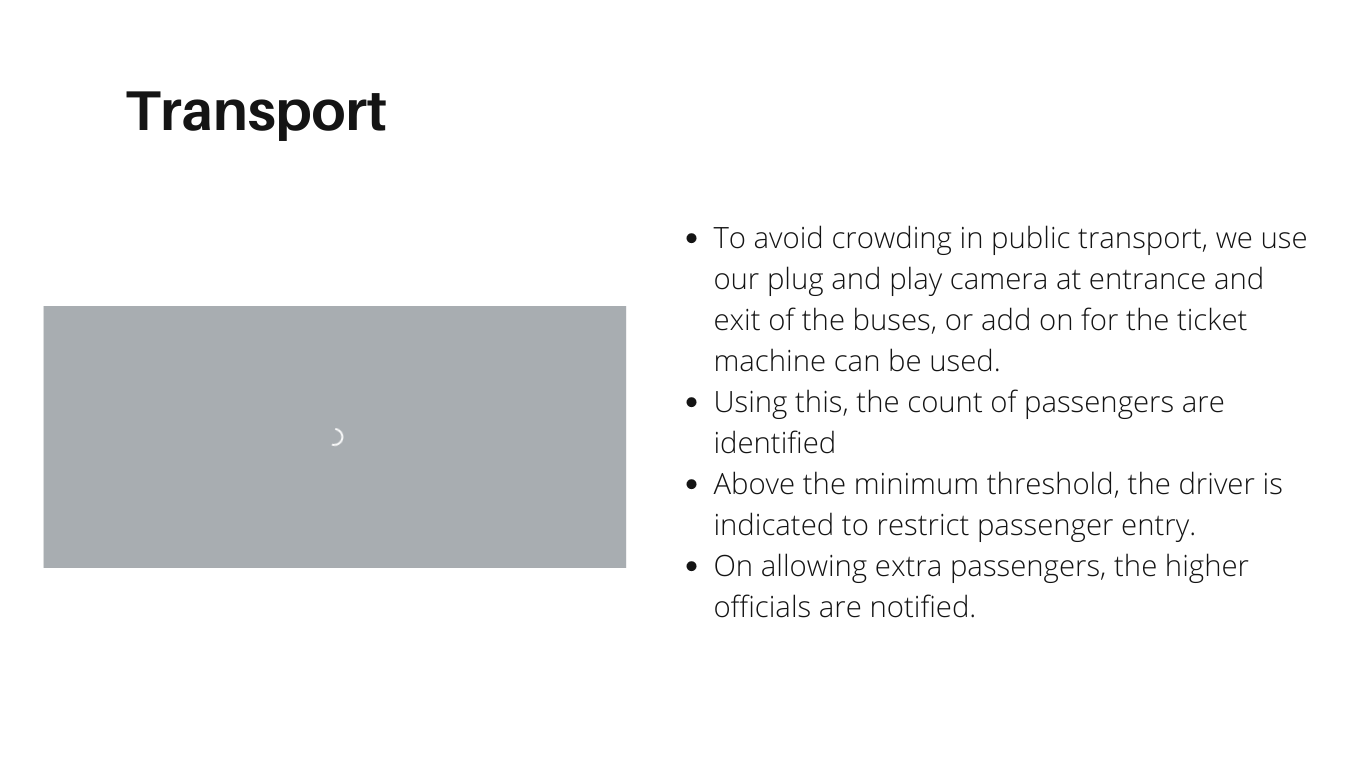 Transport
• To avoid crowding in public transport, we use
our plug and play camera at entrance and
exit of the buses, or add on for the ticket
machine can be used.
• Using this, the count of passengers are
identified
• Above the minimum threshold, the driver is
indicated to restrict passenger entry.
• On allowing extra passengers, the higher
officials are notified.